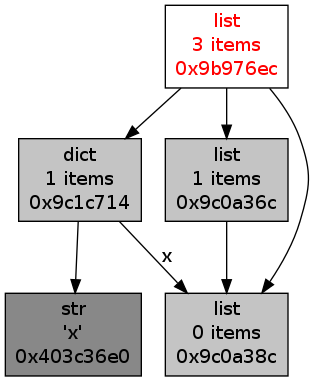 list
3 items
0x9b976ec
dict
1 items
0x9c1c714
list
1 items
0x9c0a36c
x
str
'x'
0x403c36e0
list
0 items
0x9c0a38c